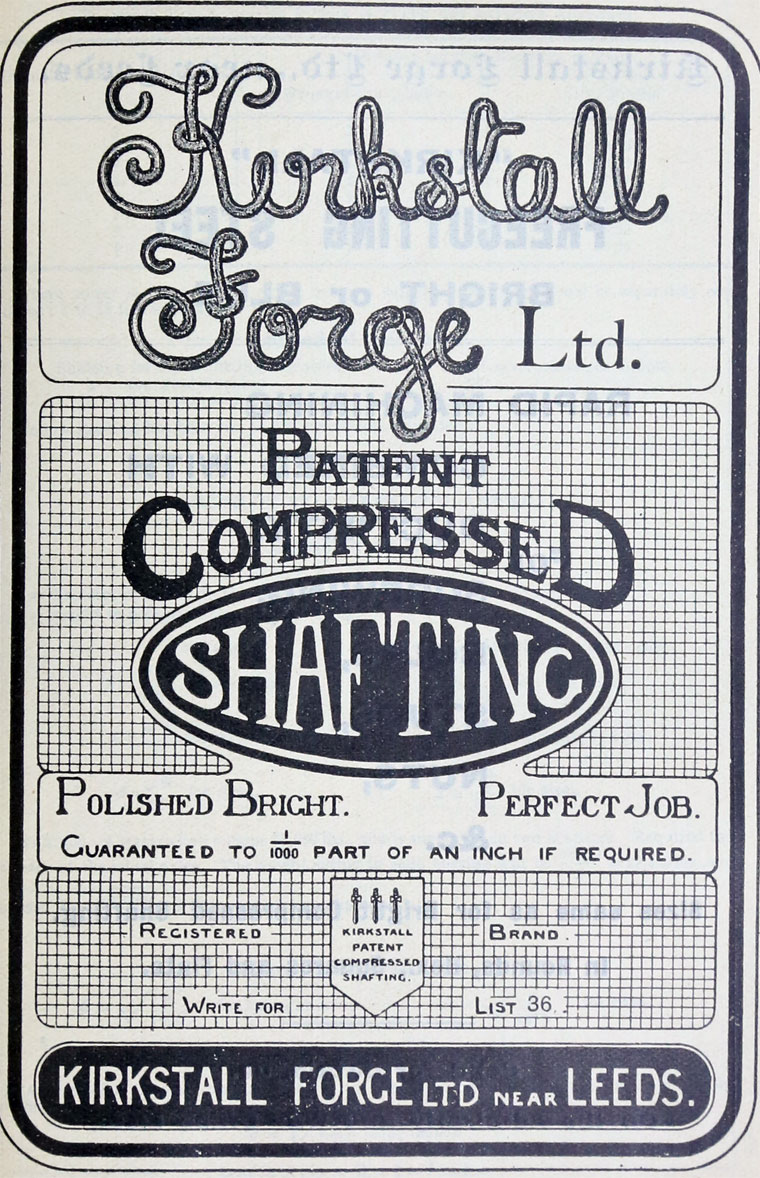 Kirkstall
Forge Ltd.
PATENT
COMPRESSED
SHAFTING
POLISHED BRIGHT. PERFECT JOB.
GUARANTEED TO 1/1000 PART OF AN INCH IF REQUIRED.
REGISTERED BRAND.
KIRKSTALL
PATENT
COMPRESSED
SHAFTING.
WRITE FOR LIST 36.
KIRKSTALL FORGE LTD NEAR LEEDS.